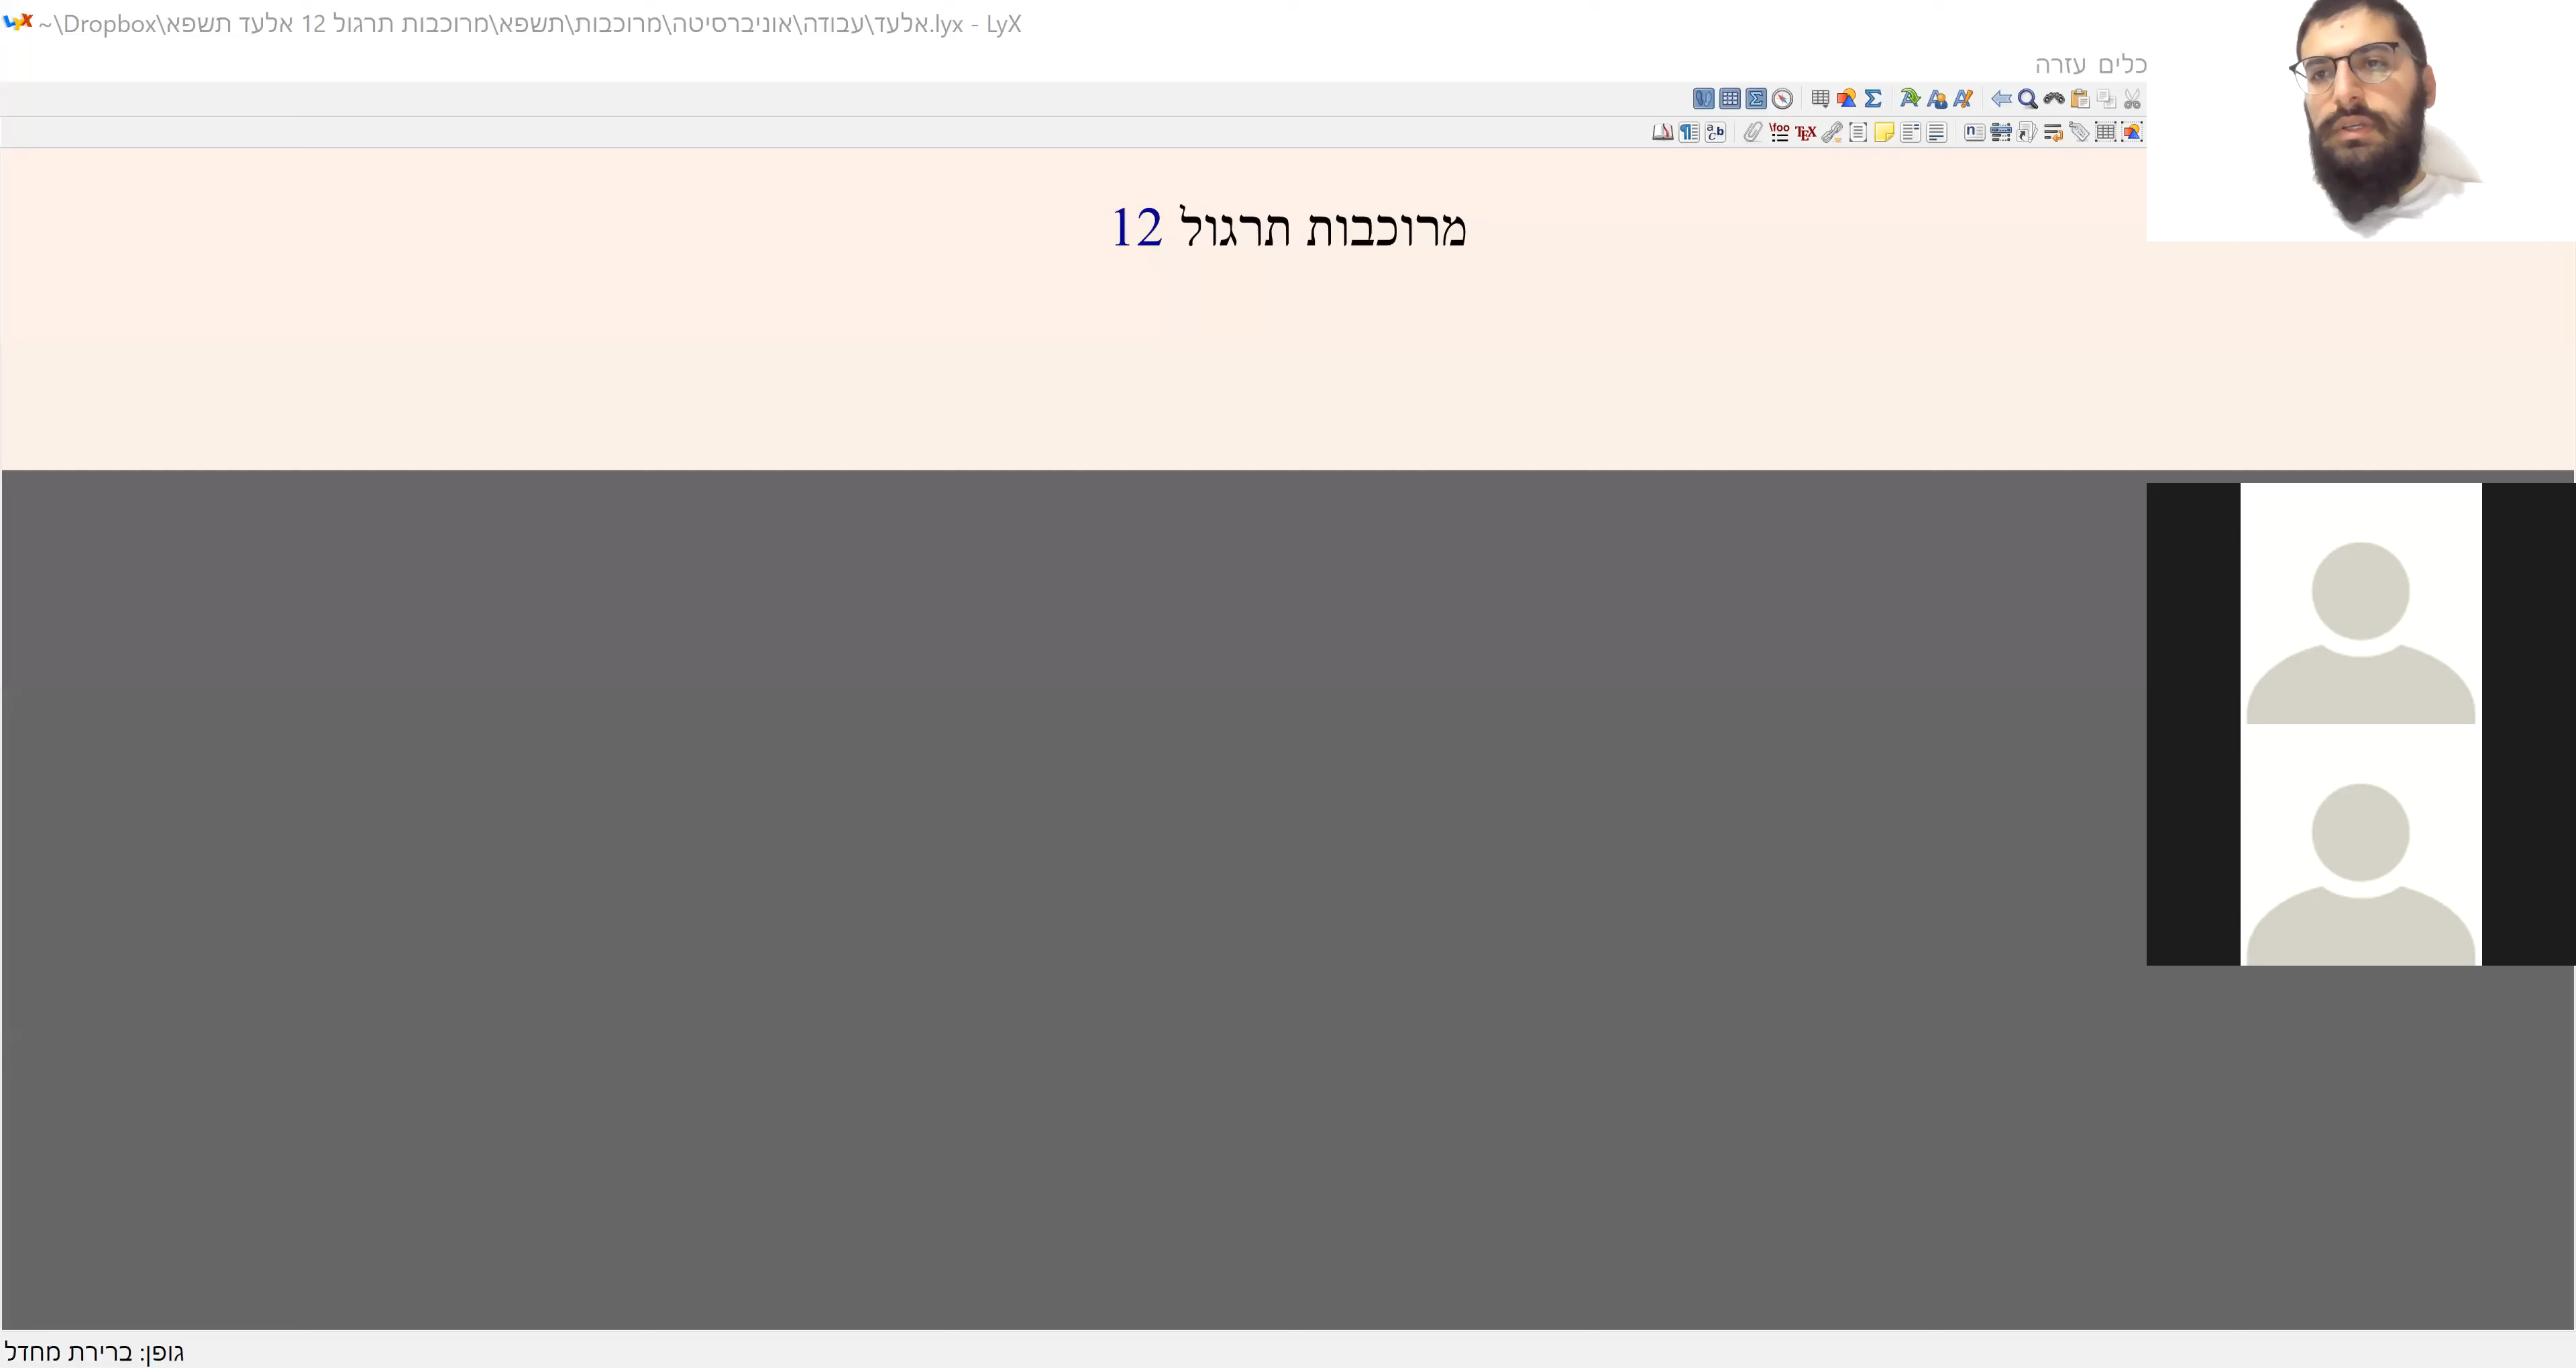 ~\Dropbox\אלעד\עבודה\אוניברסיטה\מרוכבות\תשפא\מרוכבות תרגול 12 אלעד תשפא.lyx - LyX
כלים עזרה
מרוכבות תרגול 12
גופן: ברירת מחדל